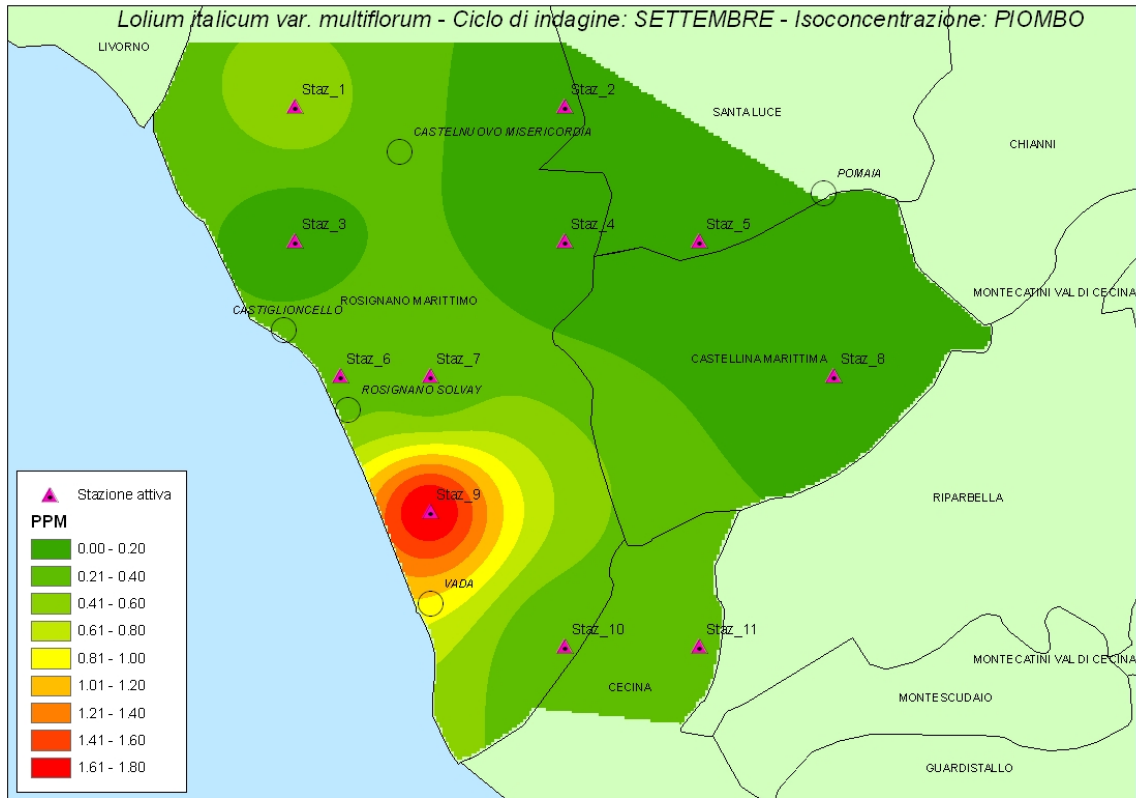 Lolium italicum var. multiflorum - Ciclo di indagine: SETTEMBRE - Isoconcentrazione: PIOMBO
LIVORNO
Staz_1
Staz_2
SANTA LUCE
CASTELNUOVO MISERICORDIA
CHIANNI
POMAIA
Staz_3
Staz_4
Staz_5
MONTECATINI VAL DI CECINA
ROSIGNANO MARITTIMO
CASTIGLIONCELLO
Staz_6
Staz_7
CASTELLINA MARITTIMA
Staz_8
ROSIGNANO SOLVAY
Staz_9
RIPARBELLA
VADA
Staz_10
Staz_11
MONTECATINI VAL DI CECINA
CECINA
MONTESCUDAIO
GUARDISTALLO
Stazione attiva
PPM
0.00 - 0.20
0.21 - 0.40
0.41 - 0.60
0.61 - 0.80
0.81 - 1.00
1.01 - 1.20
1.21 - 1.40
1.41 - 1.60
1.61 - 1.80